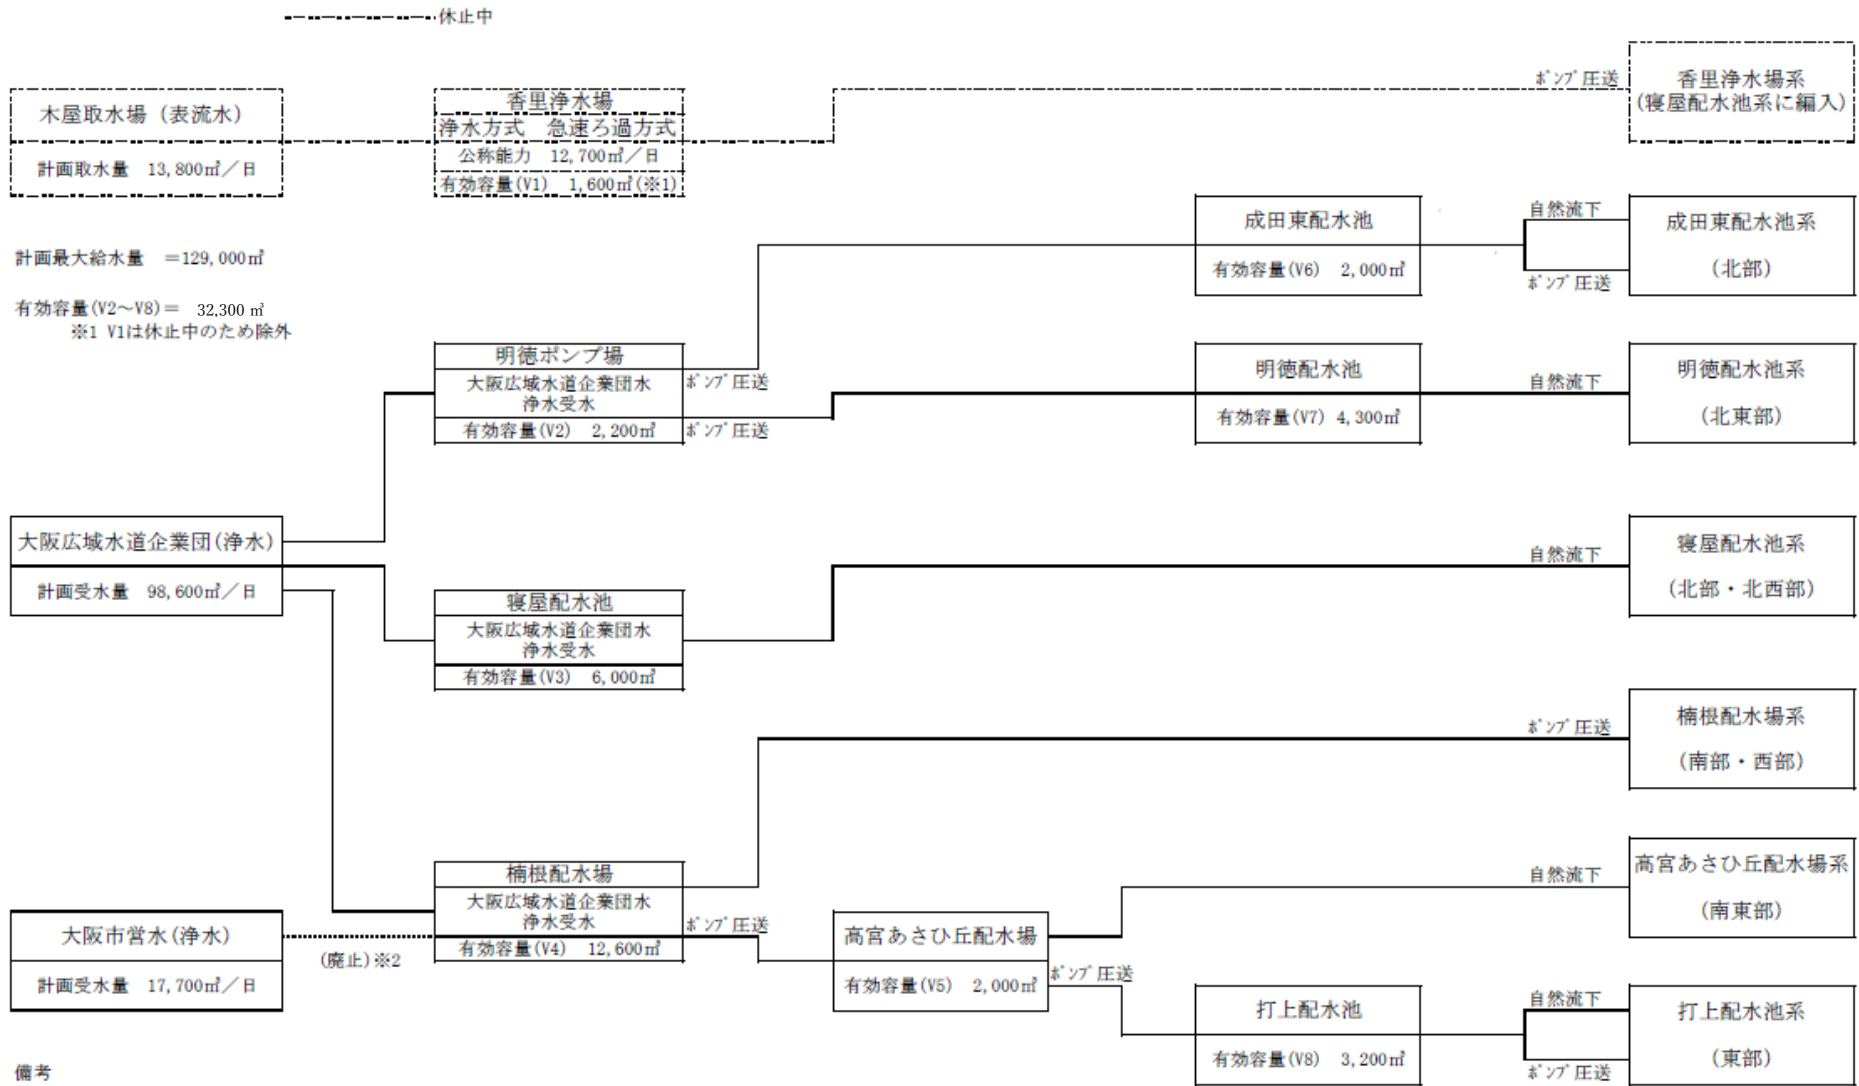 休止中
木屋取水場（表流水）
計画取水量　13,800㎥／日
香里浄水場
浄水方式　急速ろ過方式
公称能力　12,700㎥／日
有効容量(V1)　1,600㎥(※1)
ﾎﾟﾝﾌﾟ圧送
香里浄水場系
(寝屋配水池系に編入)
計画最大給水量　＝129,000㎥
有効容量(V2～V8)＝　32,300 ㎥
※1 V1は休止中のため除外
成田東配水池
有効容量(V6)　2,000㎥
自然流下
ﾎﾟﾝﾌﾟ圧送
成田東配水池系
（北部）
明徳ポンプ場
大阪広域水道企業団水
浄水受水
有効容量(V2)　2,200㎥
ﾎﾟﾝﾌﾟ圧送
ﾎﾟﾝﾌﾟ圧送
明徳配水池
有効容量(V7) 4,300㎥
自然流下
明徳配水池系
（北東部）
大阪広域水道企業団(浄水)
計画受水量　98,600㎥／日
寝屋配水池
大阪広域水道企業団水
浄水受水
有効容量(V3)　6,000㎥
自然流下
寝屋配水池系
（北部・北西部）
ﾎﾟﾝﾌﾟ圧送
楠根配水場系
（南部・西部）
楠根配水場
大阪広域水道企業団水
浄水受水
有効容量(V4)　12,600㎥
ﾎﾟﾝﾌﾟ圧送
大阪市営水(浄水)
計画受水量　17,700㎥／日
(廃止)※2
高宮あさひ丘配水場
有効容量(V5)　2,000㎥
ﾎﾟﾝﾌﾟ圧送
自然流下
高宮あさひ丘配水場系
（南東部）
打上配水池
有効容量(V8)　3,200㎥
自然流下
ﾎﾟﾝﾌﾟ圧送
打上配水池系
（東部）
備考